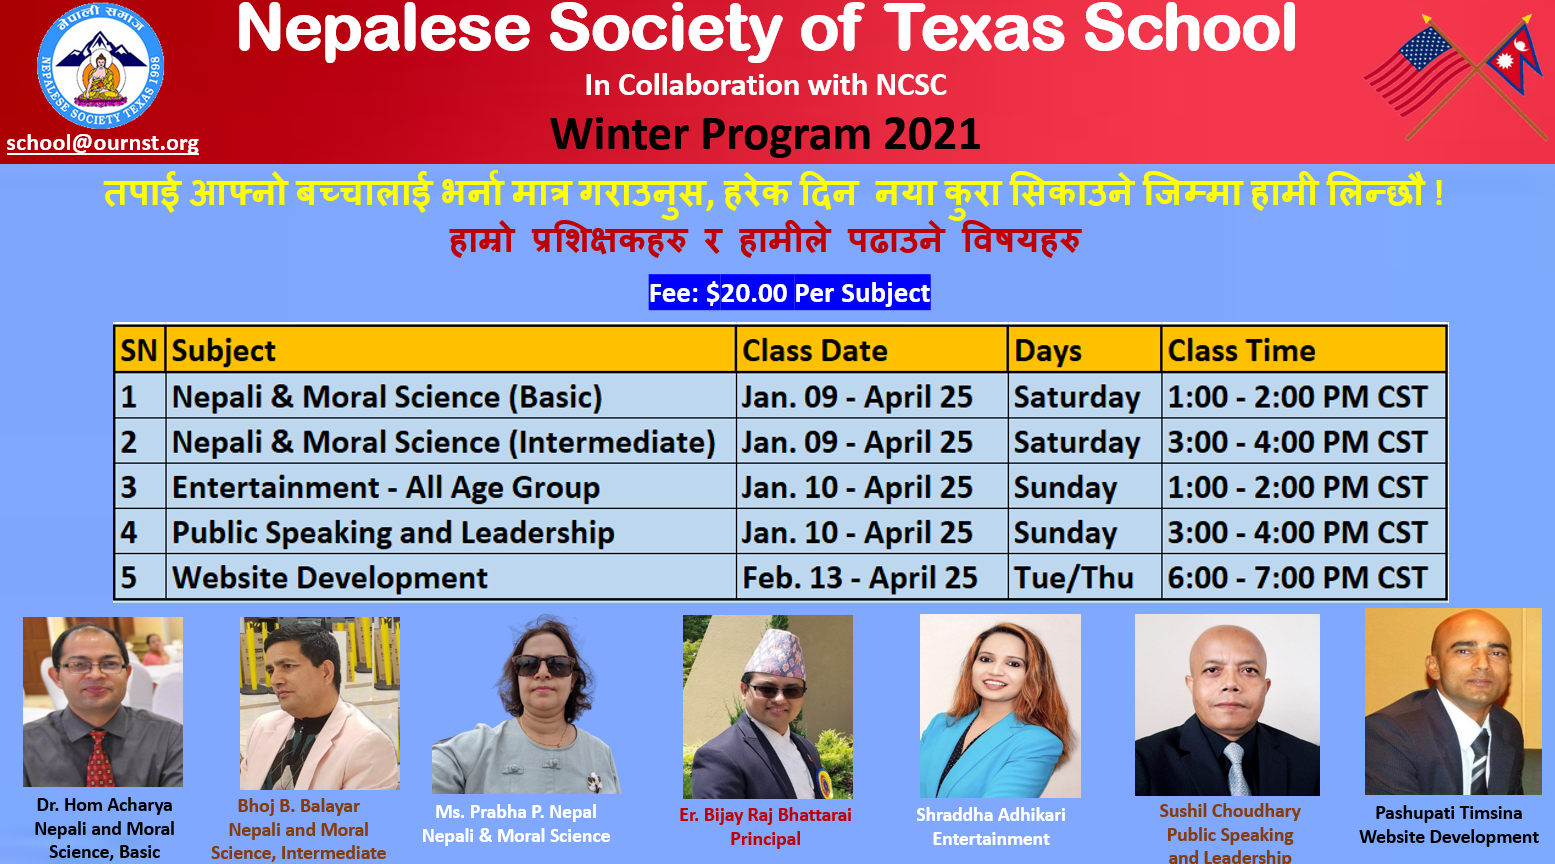 नेपाली समाज
NEPALESE SOCIETY TEXAS 1998
school@ournst.org
Nepalese Society of Texas School
In Collaboration with NCSC
Winter Program 2021
तपाई आफ्नो बच्चालाई भर्ना मात्र गराउनुस, हरेक दिन नया कुरा सिकाउने जिम्मा हामी लिन्छौ !
हाम्रो प्रशिक्षकहरु र हामीले पढाउने विषयहरु
Fee: $20.00 Per Subject
SN Subject Class Date Days Class Time
1 Nepali & Moral Science (Basic) Jan. 09 - April 25 Saturday 1:00 - 2:00 PM CST
2 Nepali & Moral Science (Intermediate) Jan. 09 - April 25 Saturday 3:00 - 4:00 PM CST
3 Entertainment - All Age Group Jan. 10 - April 25 Sunday 1:00 - 2:00 PM CST
4 Public Speaking and Leadership Jan. 10 - April 25 Sunday 3:00 - 4:00 PM CST
5 Website Development Feb. 13 - April 25 Tue/Thu 6:00 - 7:00 PM CST
Dr. Hom Acharya
Nepali and Moral
Science, Basic
Bhoj B. Balayar
Nepali and Moral
Science, Intermediate
Ms. Prabha P. Nepal
Nepali & Moral Science
Er. Bijay Raj Bhattarai
Principal
Shraddha Adhikari
Entertainment
Sushil Choudhary
Public Speaking
and Leadership
Pashupati Timsina
Website Development